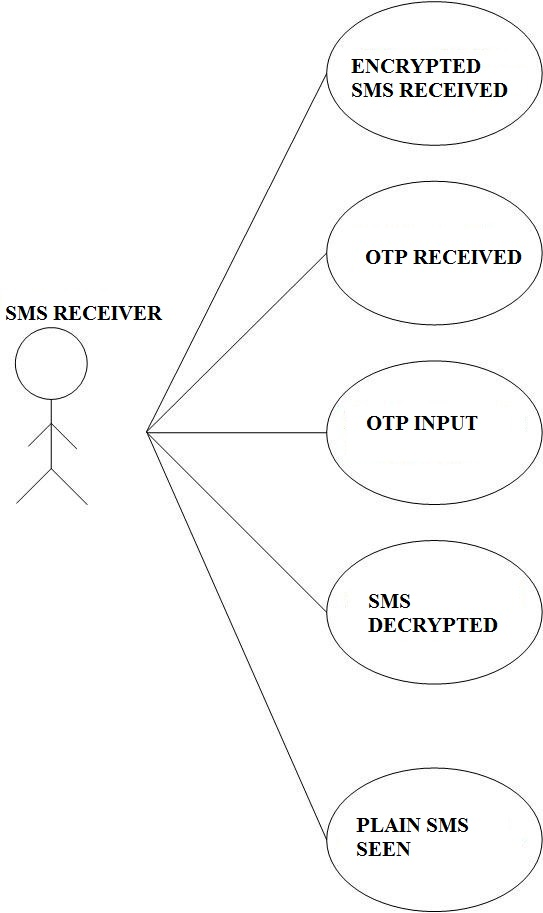 ENCRYPTED
SMS RECEIVED
OTP RECEIVED
SMS RECEIVER
OTP INPUT
SMS
DECRYPTED
PLAIN SMS
SEEN